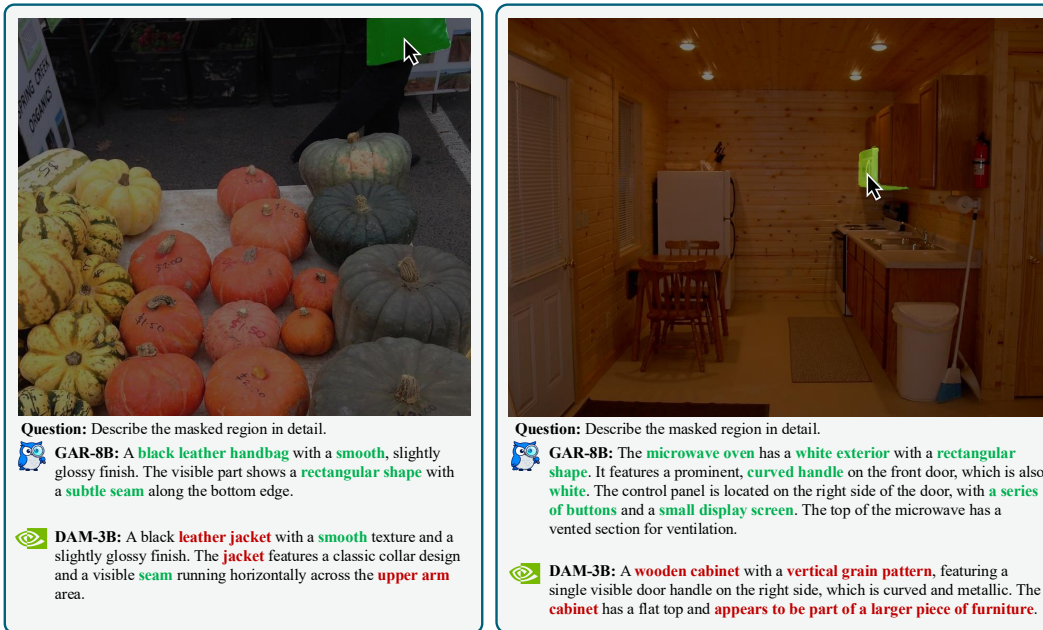 SPRING CREEK
ORGANICS
$1.50
Question: Describe the masked region in detail.
GAR-8B: A black leather handbag with a smooth, slightly
glossy finish. The visible part shows a rectangular shape with
a subtle seam along the bottom edge.
DAM-3B: A black leather jacket with a smooth texture and a
slightly glossy finish. The jacket features a classic collar design
and a visible seam running horizontally across the upper arm
area.
Question: Describe the masked region in detail.
GAR-8B: The microwave oven has a white exterior with a rectangular
shape. It features a prominent, curved handle on the front door, which is also
white. The control panel is located on the right side of the door, with a series
of buttons and a small display screen. The top of the microwave has a
vented section for ventilation.
DAM-3B: A wooden cabinet with a vertical grain pattern, featuring a
single visible door handle on the right side, which is curved and metallic. The
cabinet has a flat top and appears to be part of a larger piece of furniture.